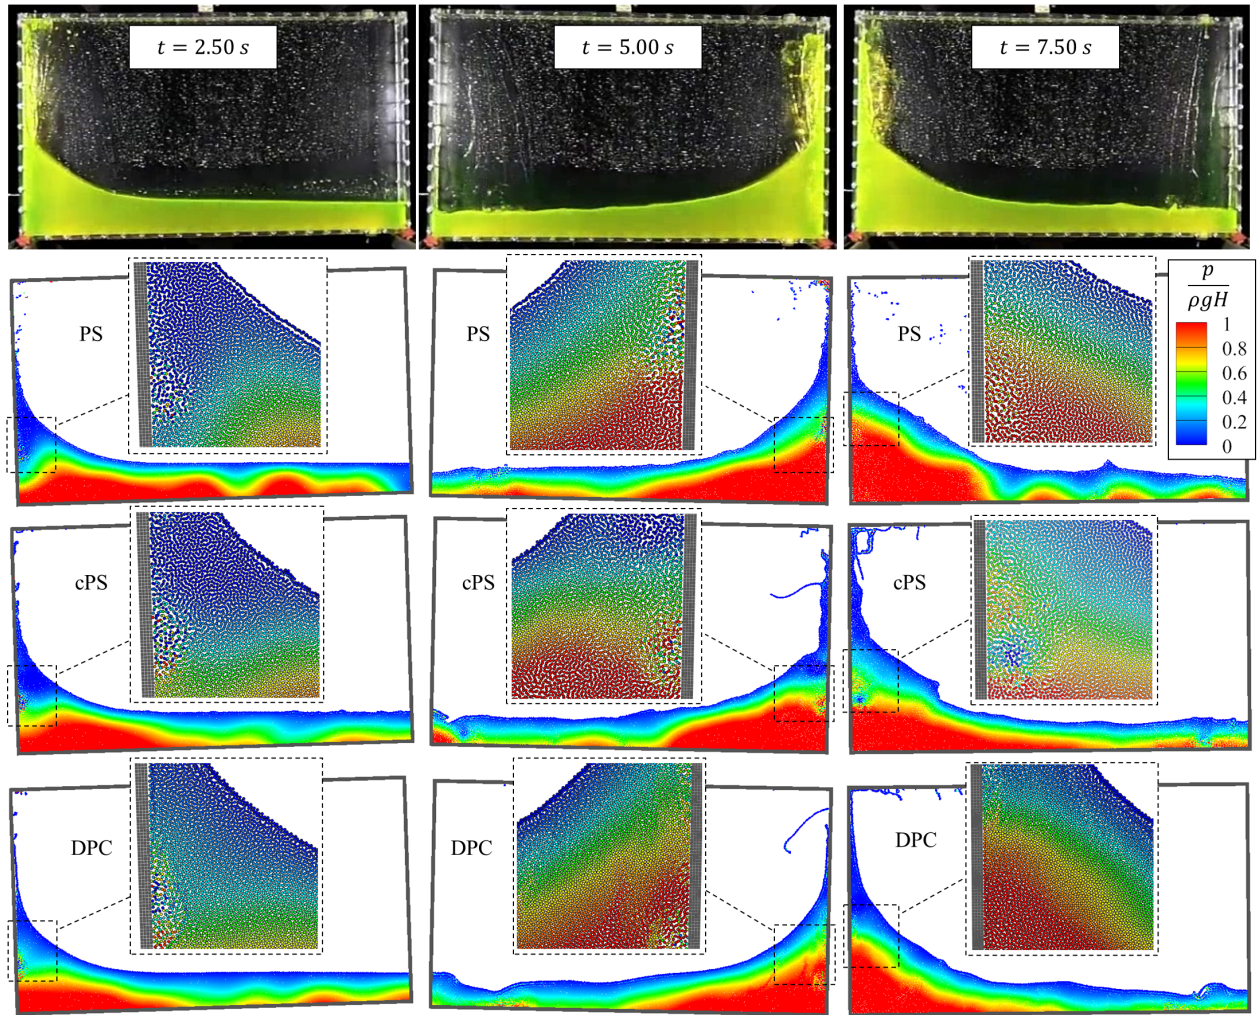 t = 2.50 s
t = 5.00 s
t = 7.50 s
PS
PS
PS
p
ρgH
1
0.8
0.6
0.4
0.2
0
cPS
cPS
cPS
DPC
DPC
DPC